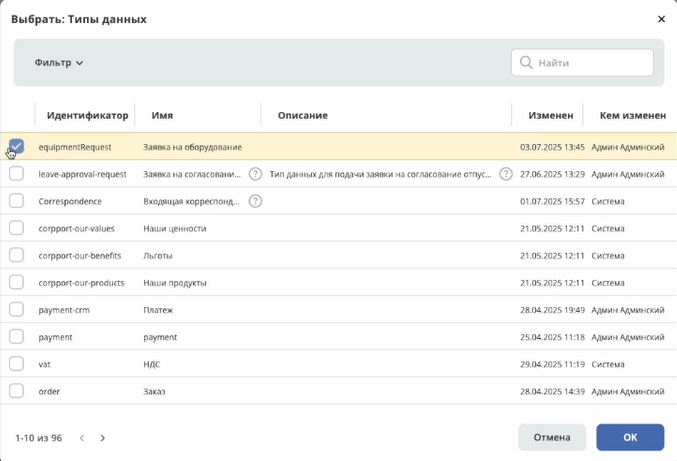 Выбрать: Типы данных
Фильтр
Найти
Идентификатор Имя Описание Изменен Кем изменен
equipmentRequest Заявка на оборудование 03.07.2025 13:45 Админ Админский
leave-approval-request Заявка на согласовани... ? Тип данных для подачи заявки на согласование отпус... ? 27.06.2025 13:29 Админ Админский
Correspondence Входящая корреспонд... ? 01.07.2025 15:57 Система
corpport-our-values Наши ценности 21.05.2025 12:11 Система
corpport-our-benefits Льготы 21.05.2025 12:11 Система
corpport-our-products Наши продукты 21.05.2025 12:11 Система
payment-crm Платеж 28.04.2025 19:49 Админ Админский
payment payment 25.04.2025 11:18 Админ Админский
vat НДС 29.04.2025 11:19 Система
order Заказ 28.04.2025 14:39 Админ Админский
1-10 из 96
Отмена
OK